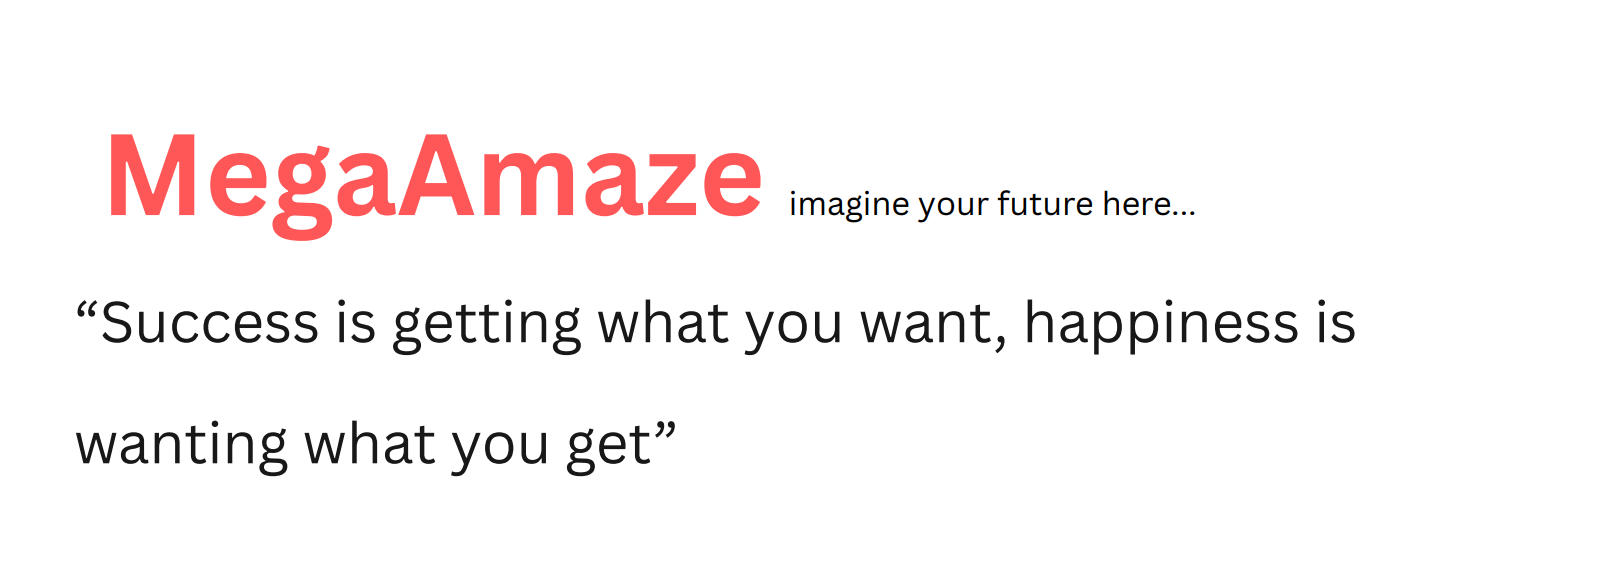 MegaAmaze imagine your future here...
“Success is getting what you want, happiness is
wanting what you get”